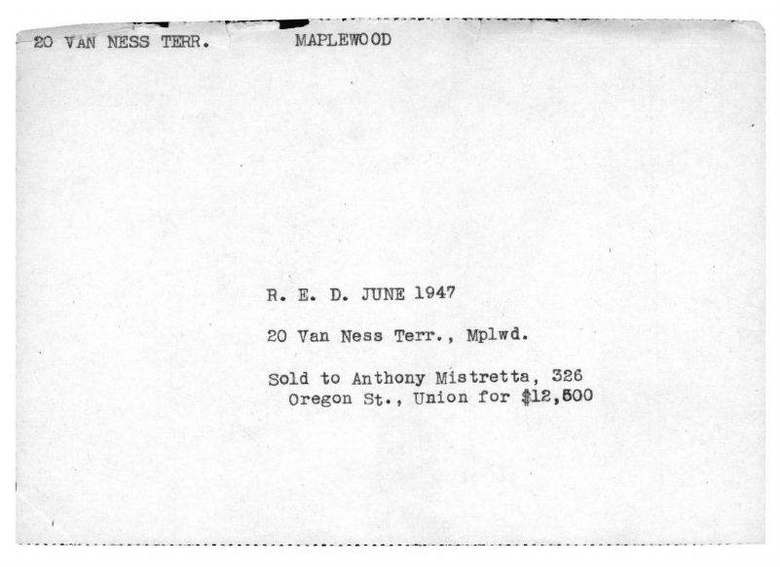 20 VAN NESS TERR. MAPLEWOOD
R. E. D. JUNE 1947
20 Van Ness Terr., Mplwd.
Sold to Anthony Mistretta, 326
Oregon St., Union for $12,500